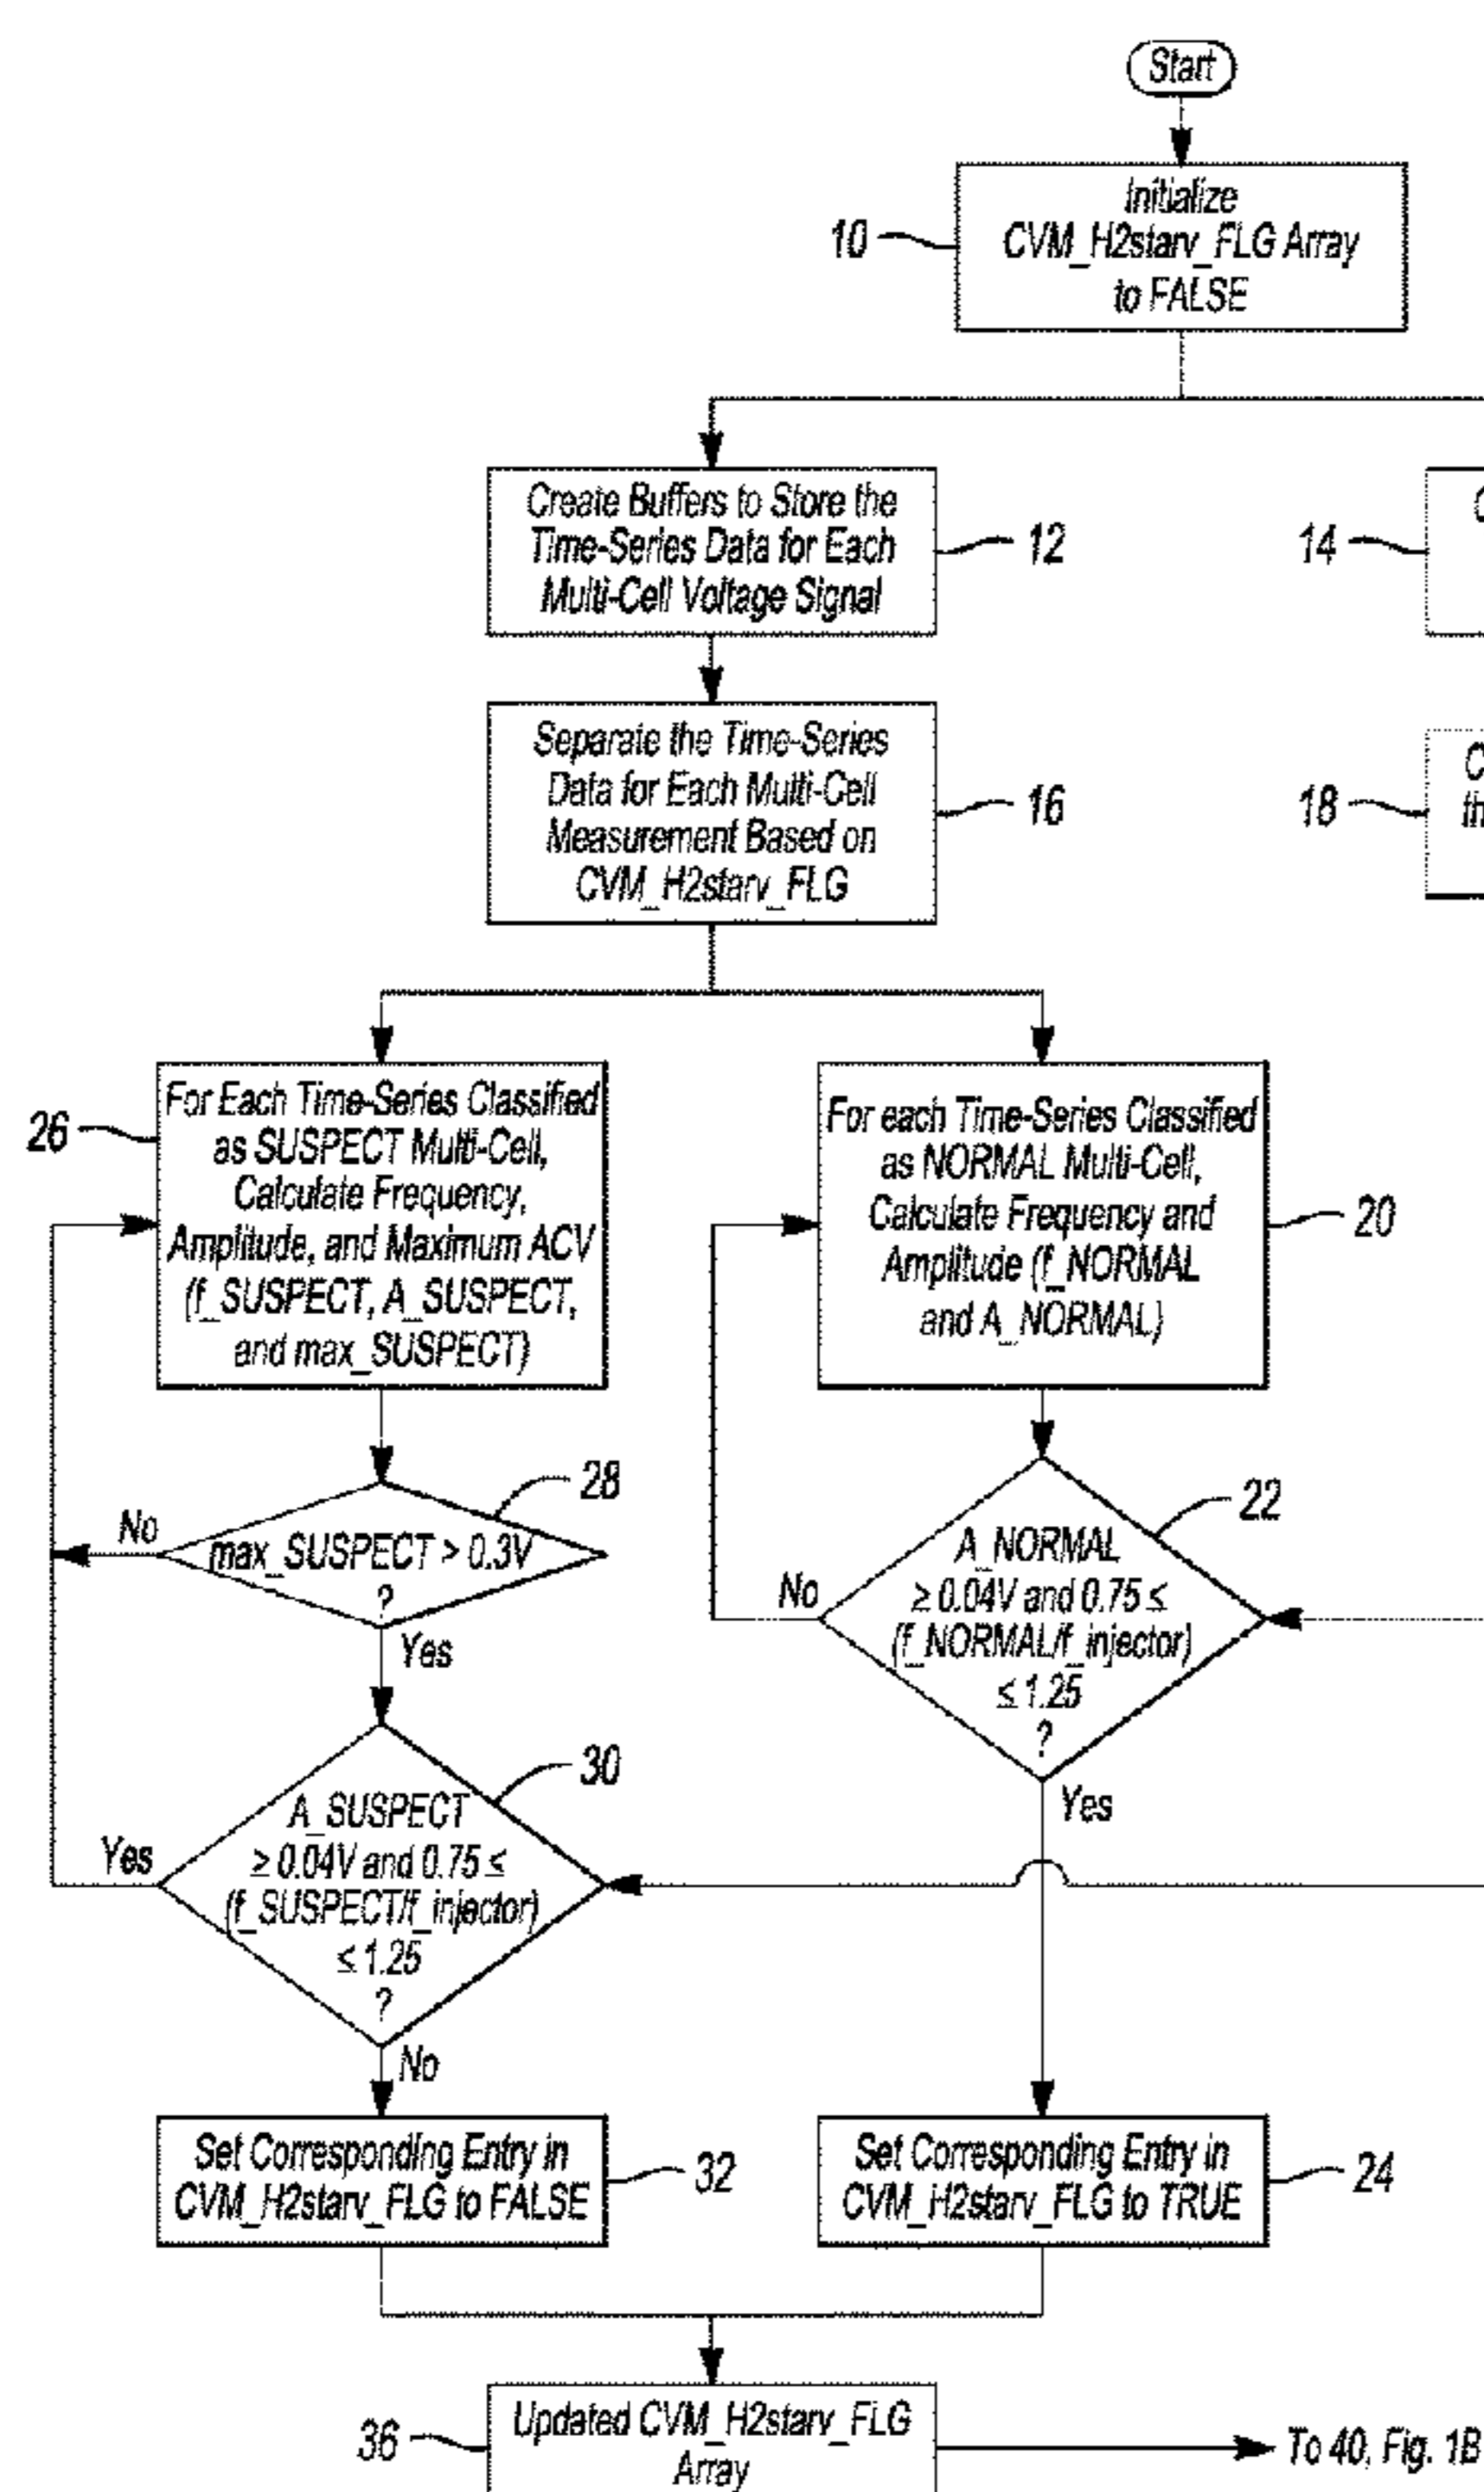 Start
Initialize
CVM_H2starv_FLG Array
to FALSE
10
Create Buffers to Store the
Time-Series Data for Each
Multi-Cell Voltage Signal
12
14
Separate the Time-Series
Data for Each Multi-Cell
Measurement Based on
CVM_H2starv_FLG
16
18
For Each Time-Series Classified
as SUSPECT Multi-Cell,
Calculate Frequency,
Amplitude, and Maximum ACV
(f_SUSPECT, A_SUSPECT,
and max_SUSPECT)
26
For each Time-Series Classified
as NORMAL Multi-Cell,
Calculate Frequency and
Amplitude (f_NORMAL
and A_NORMAL)
20
28
No
max_SUSPECT > 0.3V
?
Yes
22
No
A_NORMAL
≥ 0.04V and 0.75 ≤
(f_NORMAL/f_injector)
≤ 1.25
?
Yes
30
Yes
A_SUSPECT
≥ 0.04V and 0.75 ≤
(f_SUSPECT/f_injector)
≤ 1.25
?
No
Set Corresponding Entry in
CVM_H2starv_FLG to FALSE
32
Set Corresponding Entry in
CVM_H2starv_FLG to TRUE
24
36
Updated CVM_H2starv_FLG
Array
To 40, Fig. 1B